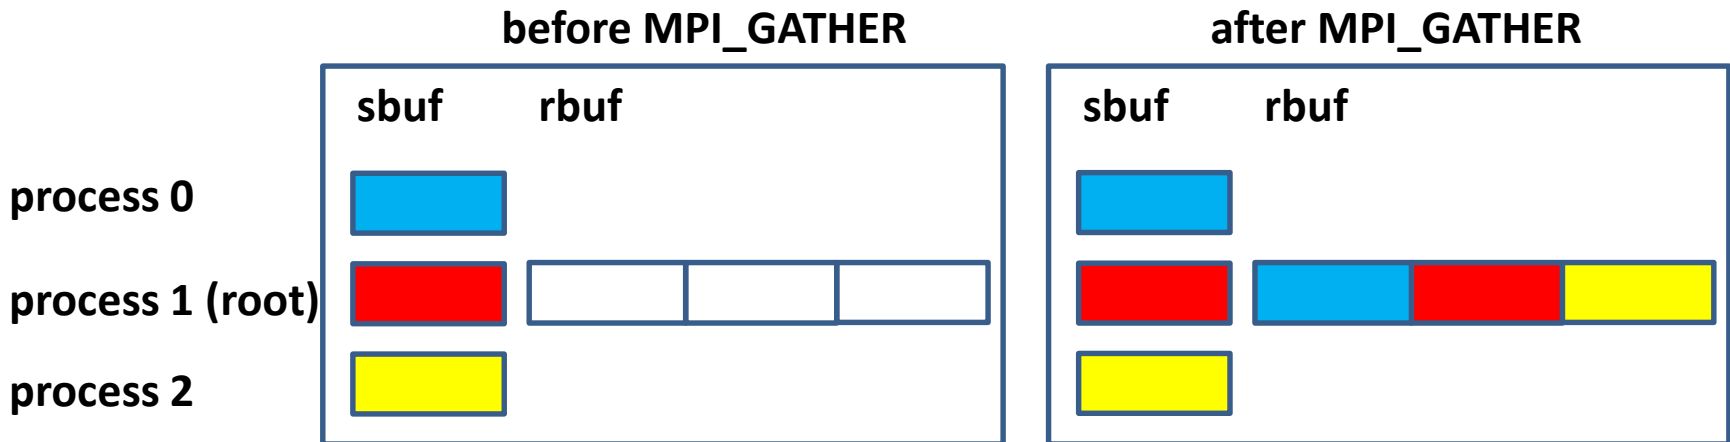 before MPI_GATHER
after MPI_GATHER
sbuf rbuf
sbuf rbuf
process 0
process 1 (root)
process 2